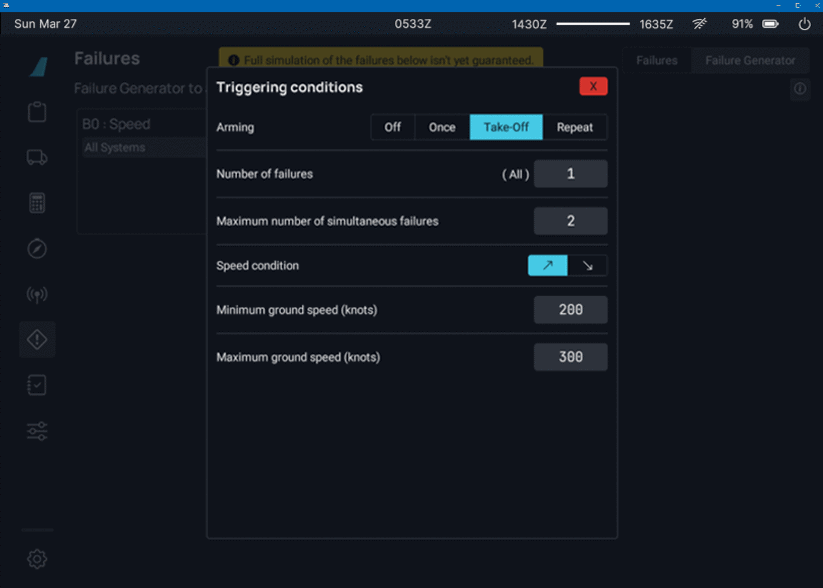 Sun Mar 27 0533Z 1430Z 1635Z 91%
Failures
Full simulation of the failures below isn't yet guaranteed.
Failures Failure Generator
Failure Generator to
B0 : Speed
All Systems
Triggering conditions X
Arming Off Once Take-Off Repeat
Number of failures ( All ) 1
Maximum number of simultaneous failures 2
Speed condition ↗ ↘
Minimum ground speed (knots) 200
Maximum ground speed (knots) 300